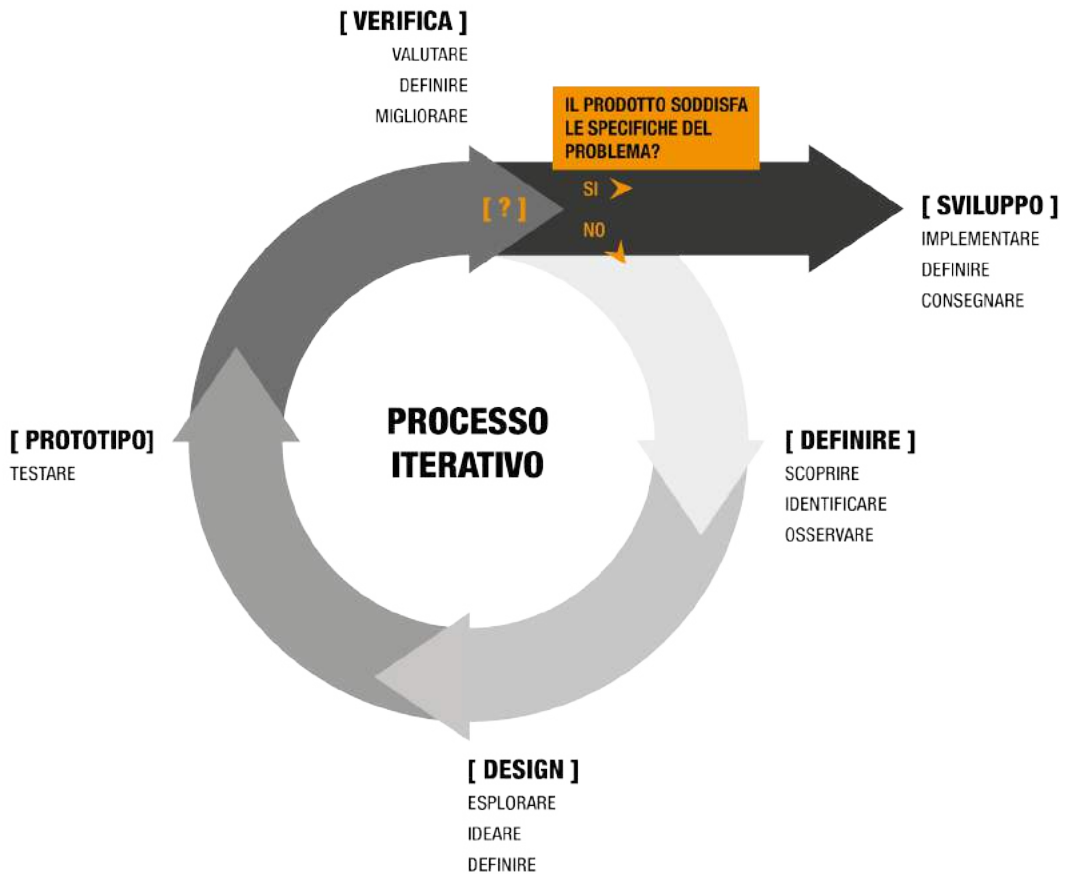 [ VERIFICA ]
VALUTARE
DEFINIRE
MIGLIORARE
IL PRODOTTO SODDISFA
LE SPECIFICHE DEL
PROBLEMA?
[ ? ]
SI
NO
[ SVILUPPO ]
IMPLEMENTARE
DEFINIRE
CONSEGNARE
PROCESSO
ITERATIVO
[ PROTOTIPO]
TESTARE
[ DEFINIRE ]
SCOPRIRE
IDENTIFICARE
OSSERVARE
[ DESIGN ]
ESPLORARE
IDEARE
DEFINIRE